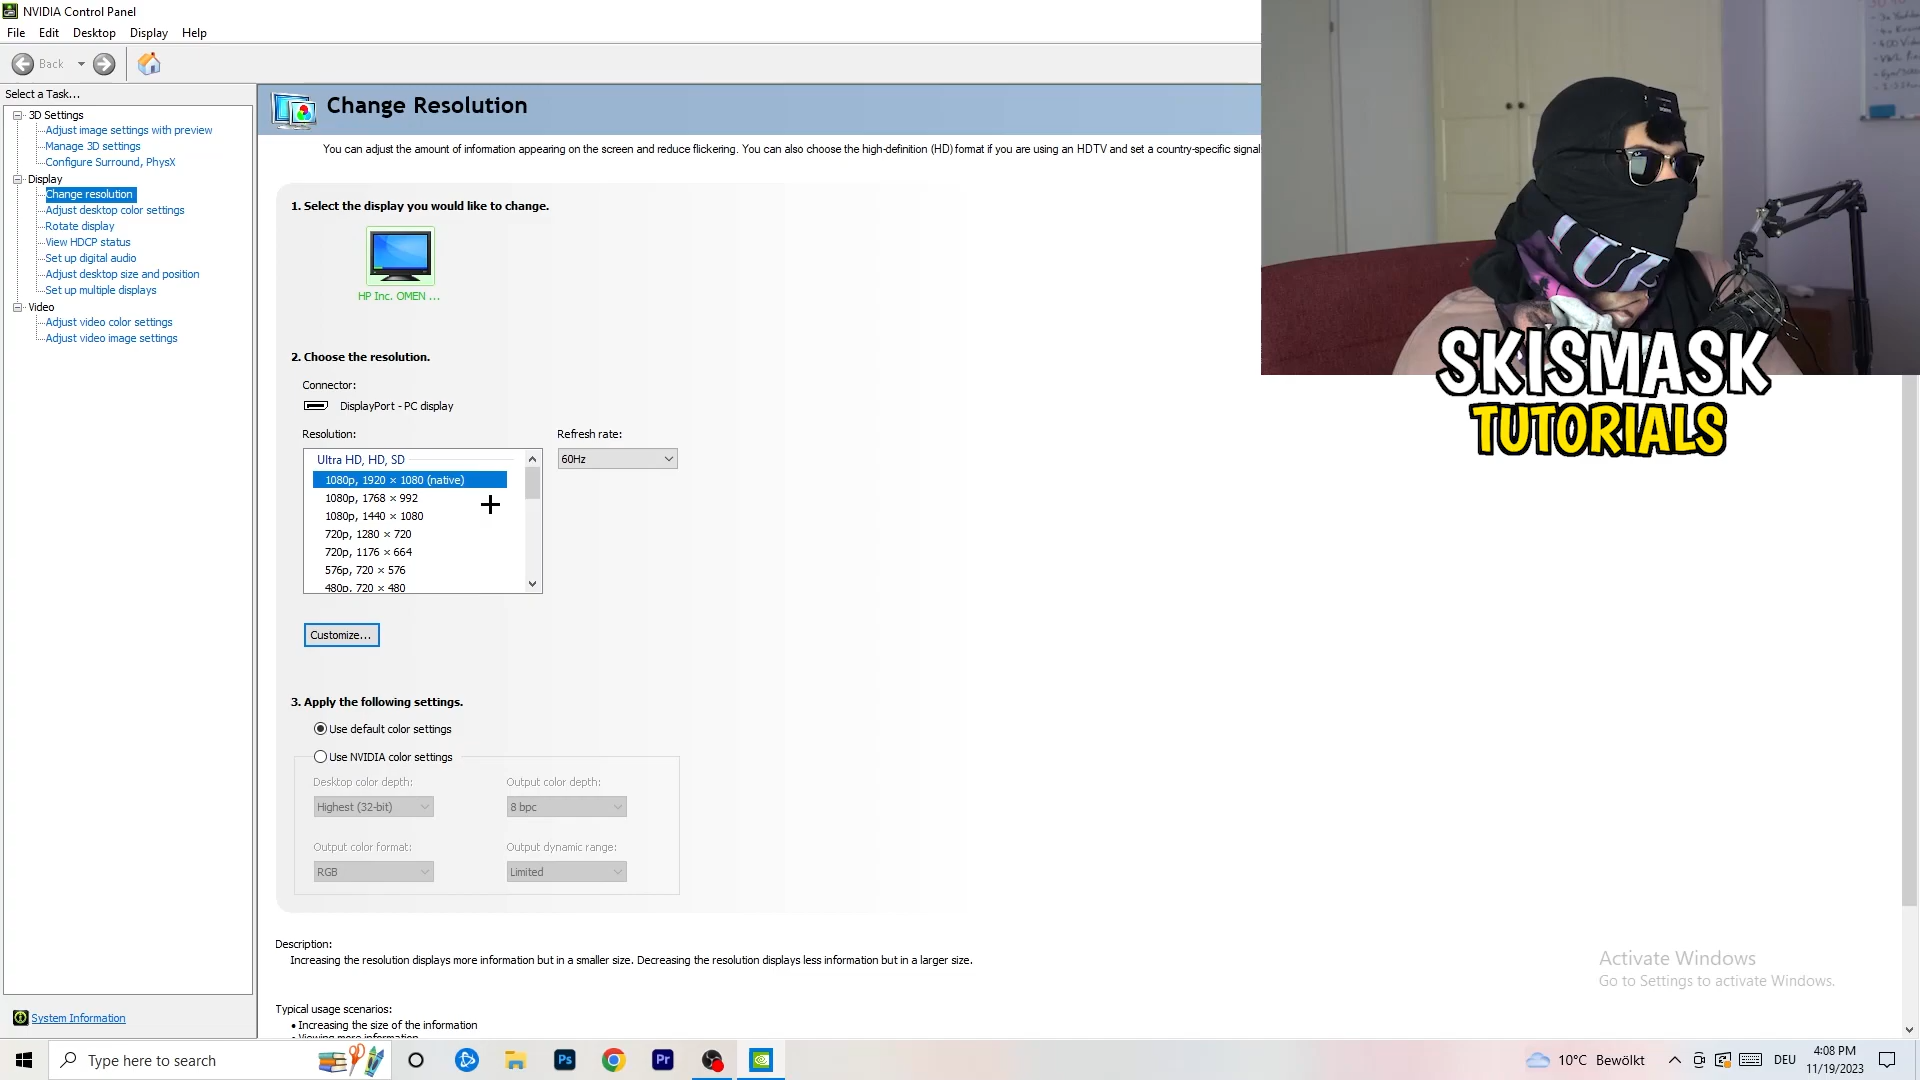 NVIDIA Control Panel
File Edit Desktop Display Help
Back
Select a Task...
3D Settings
Adjust image settings with preview
Manage 3D settings
Configure Surround, PhysX
Display
Change resolution
Adjust desktop color settings
Rotate display
View HDCP status
Set up digital audio
Adjust desktop size and position
Set up multiple displays
Video
Adjust video color settings
Adjust video image settings
System Information
Change Resolution
You can adjust the amount of information appearing on the screen and reduce flickering. You can also choose the high-definition (HD) format if you are using an HDTV and set a country-specific signal
1. Select the display you would like to change.
HP Inc. OMEN ...
2. Choose the resolution.
Connector:
DisplayPort - PC display
Resolution:
Refresh rate:
Ultra HD, HD, SD
60Hz
1080p, 1920 × 1080 (native)
1080p, 1768 × 992
1080p, 1440 × 1080
720p, 1280 × 720
720p, 1176 × 664
576p, 720 × 576
480p, 720 × 480
Customize...
3. Apply the following settings.
Use default color settings
Use NVIDIA color settings
Desktop color depth:
Output color depth:
Highest (32-bit)
8 bpc
Output color format:
Output dynamic range:
RGB
Limited
Description:
Increasing the resolution displays more information but in a smaller size. Decreasing the resolution displays less information but in a larger size.
Typical usage scenarios:
• Increasing the size of the information
• Viewing more information
SKISMASK
TUTORIALS
Activate Windows
Go to Settings to activate Windows.
Type here to search
Ps
Pr
10°C Bewölkt
DEU
4:08 PM
11/19/2023